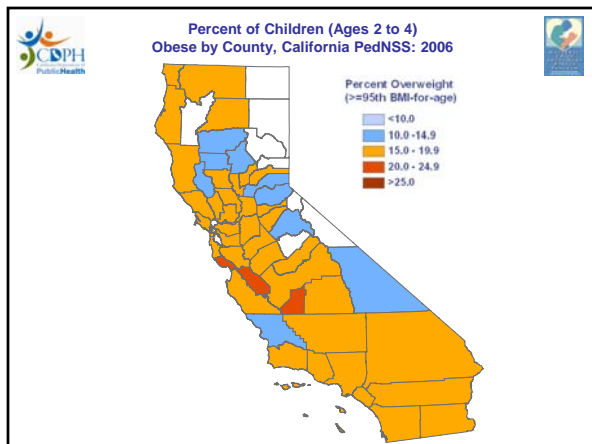 Percent of Children (Ages 2 to 4)
Obese by County, California PedNSS: 2006
CDPH
PublicHealth
Percent Overweight
(>=95th BMI-for-age)
<10.0
10.0 -14.9
15.0 - 19.9
20.0 - 24.9
>25.0